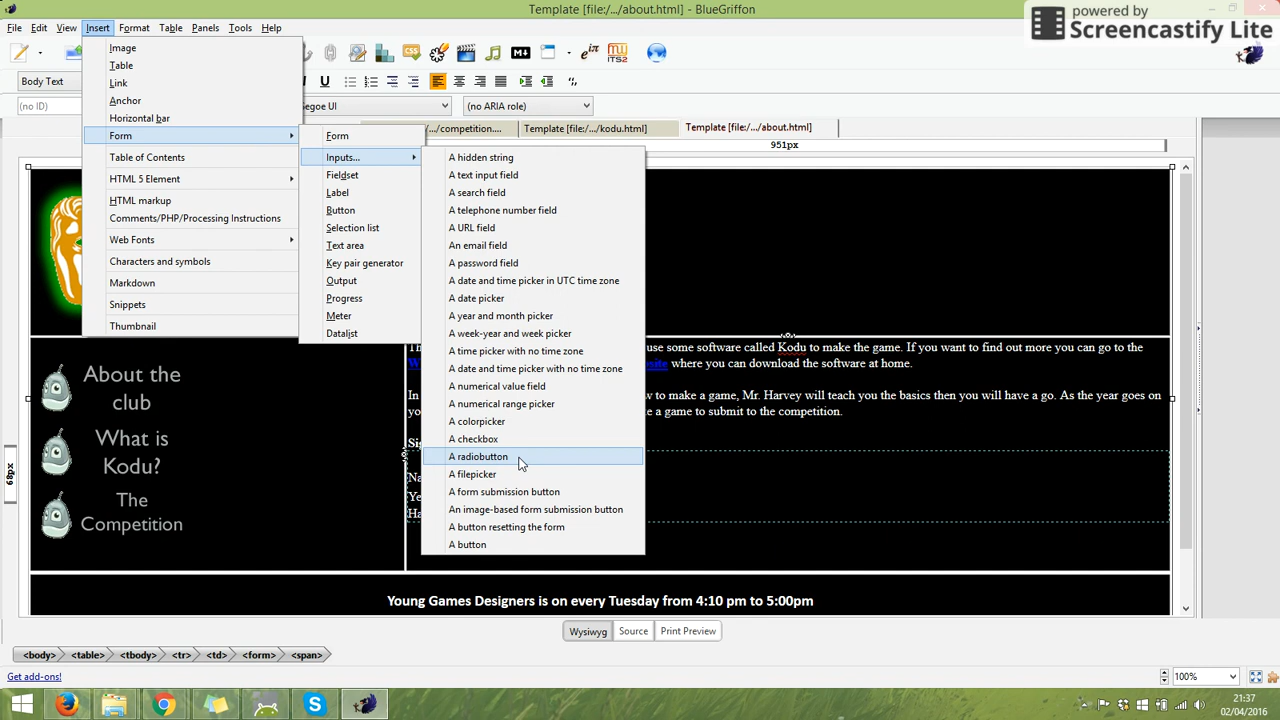 Template [file:/.../about.html] - BlueGriffon
powered by
Screencastify Lite
File Edit View Insert Format Table Panels Tools Help
Body Text
(no ID) Segoe UI (no ARIA role)
/.../competition.... Template [file:/.../kodu.html] Template [file:/.../about.html]
951px
Image
Table
Link
Anchor
Horizontal bar
Form
Table of Contents
HTML 5 Element
HTML markup
Comments/PHP/Processing Instructions
Web Fonts
Characters and symbols
Markdown
Snippets
Thumbnail
Form
Inputs...
Fieldset
Label
Button
Selection list
Text area
Key pair generator
Output
Progress
Meter
Datalist
A hidden string
A text input field
A search field
A telephone number field
A URL field
An email field
A password field
A date and time picker in UTC time zone
A date picker
A year and month picker
A week-year and week picker
A time picker with no time zone
A date and time picker with no time zone
A numerical value field
A numerical range picker
A colorpicker
A checkbox
A radiobutton
A filepicker
A form submission button
An image-based form submission button
A button resetting the form
A button
use some software called Kodu to make the game. If you want to find out more you can go to the
where you can download the software at home.
w to make a game, Mr. Harvey will teach you the basics then you will have a go. As the year goes on
e a game to submit to the competition.
68px
About the
club
What is
Kodu?
The
Competition
Young Games Designers is on every Tuesday from 4:10 pm to 5:00pm
Wysiwyg Source Print Preview
<body> <table> <tbody> <tr> <td> <form> <span>
Get add-ons! 100%
21:37
02/04/2016